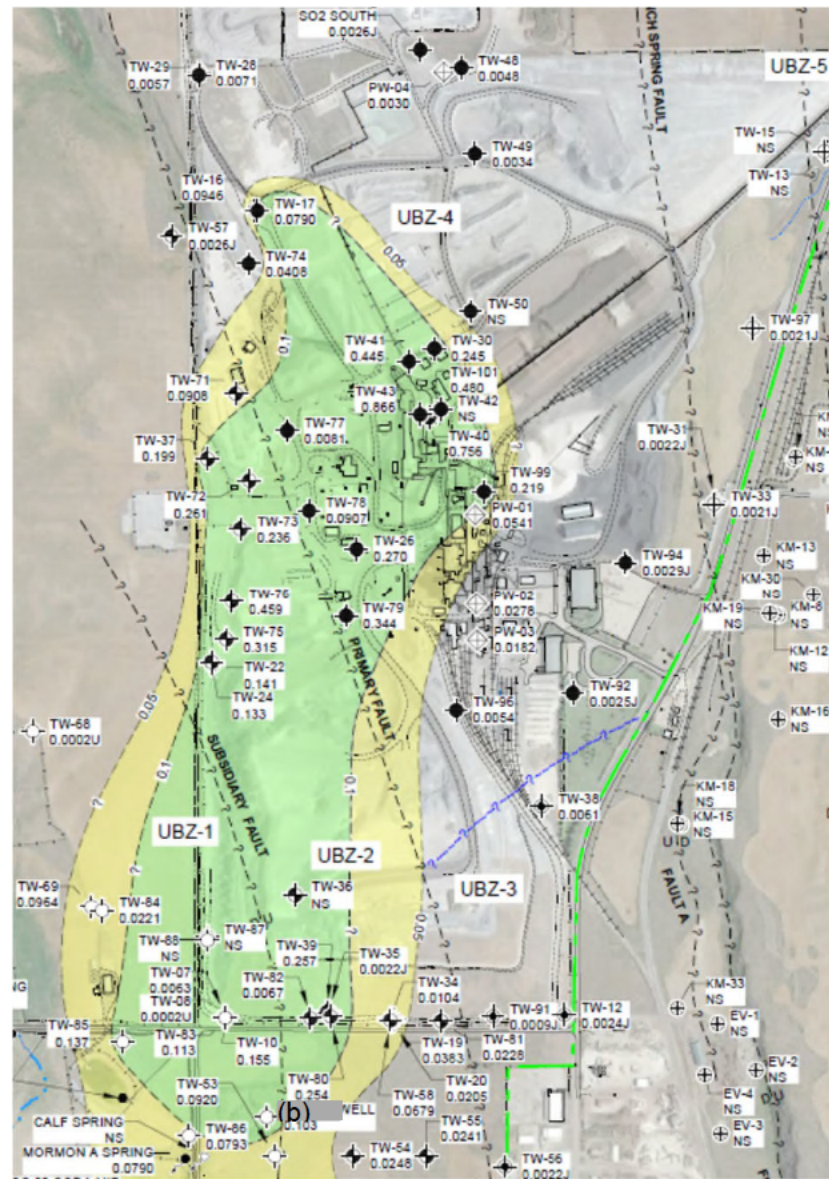 SO2 SOUTH
0.0026J
TW-29
0.0057
TW-28
0.0071
PW-04
0.0030
TW-48
0.0048
NCH SPRING FAULT
UBZ-5
TW-15
NS
TW-13
NS
TW-49
0.0034
TW-16
0.0946
TW-17
0.0790
UBZ-4
TW-57
0.0026J
TW-74
0.0408
0.05
TW-50
NS
TW-97
0.0021J
0.1
TW-41
0.445
TW-30
0.245
TW-101
0.480
TW-71
0.0908
TW-43
0.866
TW-42
NS
TW-77
0.0081
TW-40
0.756
TW-31
0.0022J
TW-37
0.199
TW-99
0.219
TW-33
0.0021J
TW-72
0.261
TW-78
0.0907
PW-01
0.0541
TW-73
0.236
TW-26
0.270
KM-13
NS
TW-94
0.0029J
KM-30
NS
TW-76
0.459
TW-79
0.344
PW-02
0.0278
KM-19
NS
KM-8
NS
TW-75
0.315
PW-03
0.0182
KM-12
NS
TW-22
0.141
TW-24
0.133
PRIMARY FAULT
TW-92
0.0025J
TW-96
0.0054
0.05
TW-68
0.0002U
KM-16
NS
SUBSIDIARY FAULT
0.1
0.1
KM-18
NS
TW-38
0.0061
KM-15
NS
U D
UBZ-1
UBZ-2
UBZ-3
FAULT A
TW-36
NS
TW-69
0.0964
TW-84
0.0221
0.05
TW-88
NS
TW-87
NS
TW-39
0.257
TW-35
0.0022J
TW-07
0.0063
TW-82
0.0067
TW-34
0.0104
TW-08
0.0002U
KM-33
NS
TW-85
0.137
TW-83
0.113
TW-10
0.155
TW-19
0.0383
TW-91
0.0009J
TW-81
0.0228
TW-12
0.0024J
EV-1
NS
TW-53
0.0920
TW-80
0.254
TW-58
0.0679
TW-20
0.0205
EV-2
NS
EV-4
NS
CALF SPRING
NS
TW-86
0.0793
(b) WELL
0.103
TW-55
0.0241
EV-3
NS
MORMON A SPRING
0.0790
TW-54
0.0248
TW-56
0.0022J